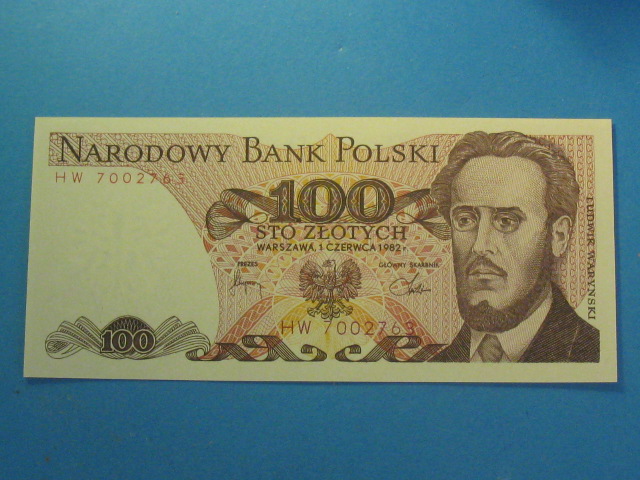 NARODOWY BANK POLSKI
HW 7002763
100
STO ZŁOTYCH
WARSZAWA, 1 CZERWCA 1982 r.
PREZES
GŁÓWNY SKARBNIK
HW 7002763
100
LUDWIK WARYŃSKI